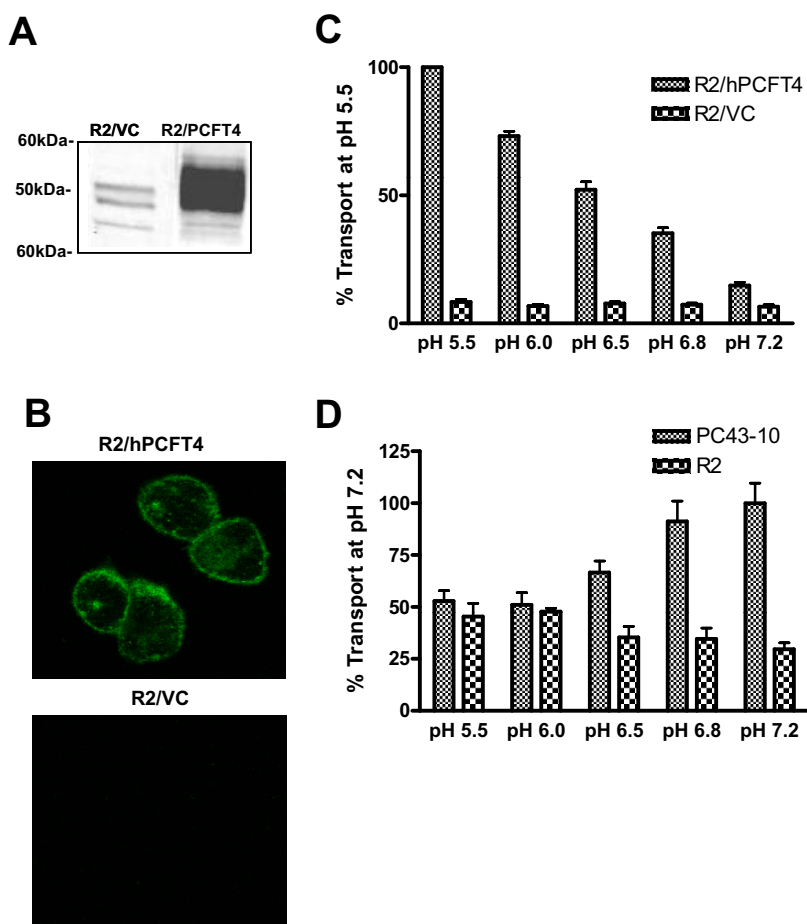 A
R2/VC R2/PCFT4
60kDa-
50kDa-
60kDa-
B
R2/hPCFT4
R2/VC
C
R2/hPCFT4
R2/VC
% Transport at pH 5.5
100
50
0
pH 5.5 pH 6.0 pH 6.5 pH 6.8 pH 7.2
D
PC43-10
R2
% Transport at pH 7.2
125
100
75
50
25
0
pH 5.5 pH 6.0 pH 6.5 pH 6.8 pH 7.2